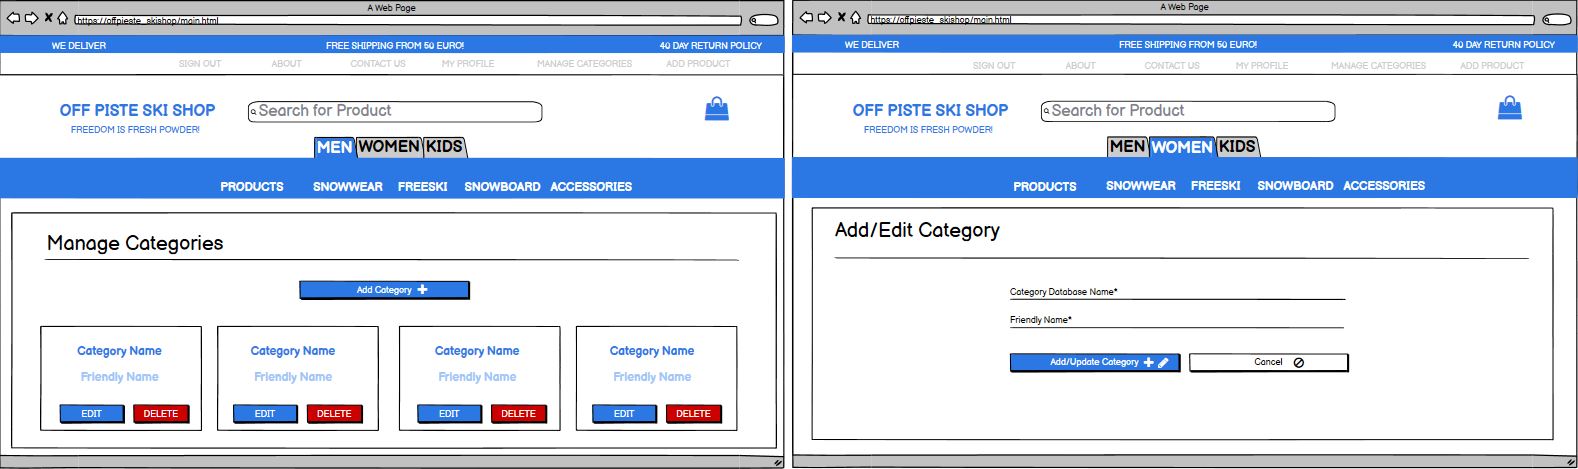 A Web Page
https://offpieste_skishop/main.html
WE DELIVER FREE SHIPPING FROM 50 EURO! 40 DAY RETURN POLICY
SIGN OUT ABOUT CONTACT US MY PROFILE MANAGE CATEGORIES ADD PRODUCT
OFF PISTE SKI SHOP
Search for Product
FREEDOM IS FRESH POWDER!
MEN WOMEN KIDS
PRODUCTS SNOWWEAR FREESKI SNOWBOARD ACCESSORIES
Manage Categories
Add Category
Category Name Category Name Category Name Category Name
Friendly Name Friendly Name Friendly Name Friendly Name
EDIT DELETE EDIT DELETE EDIT DELETE EDIT DELETE
A Web Page
https://offpieste_skishop/main.html
WE DELIVER FREE SHIPPING FROM 50 EURO! 40 DAY RETURN POLICY
SIGN OUT ABOUT CONTACT US MY PROFILE MANAGE CATEGORIES ADD PRODUCT
OFF PISTE SKI SHOP
Search for Product
FREEDOM IS FRESH POWDER!
MEN WOMEN KIDS
PRODUCTS SNOWWEAR FREESKI SNOWBOARD ACCESSORIES
Add/Edit Category
Category Database Name*
Friendly Name*
Add/Update Category Cancel